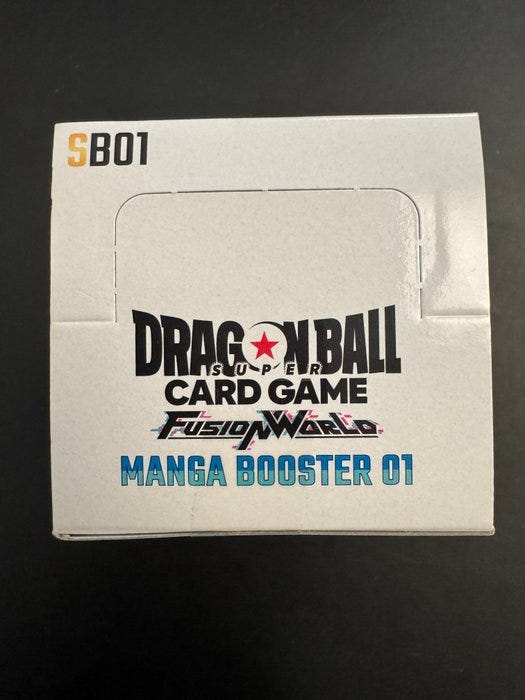 SB01
DRAGON BALL
SUPER
CARD GAME
FUSION WORLD
MANGA BOOSTER 01